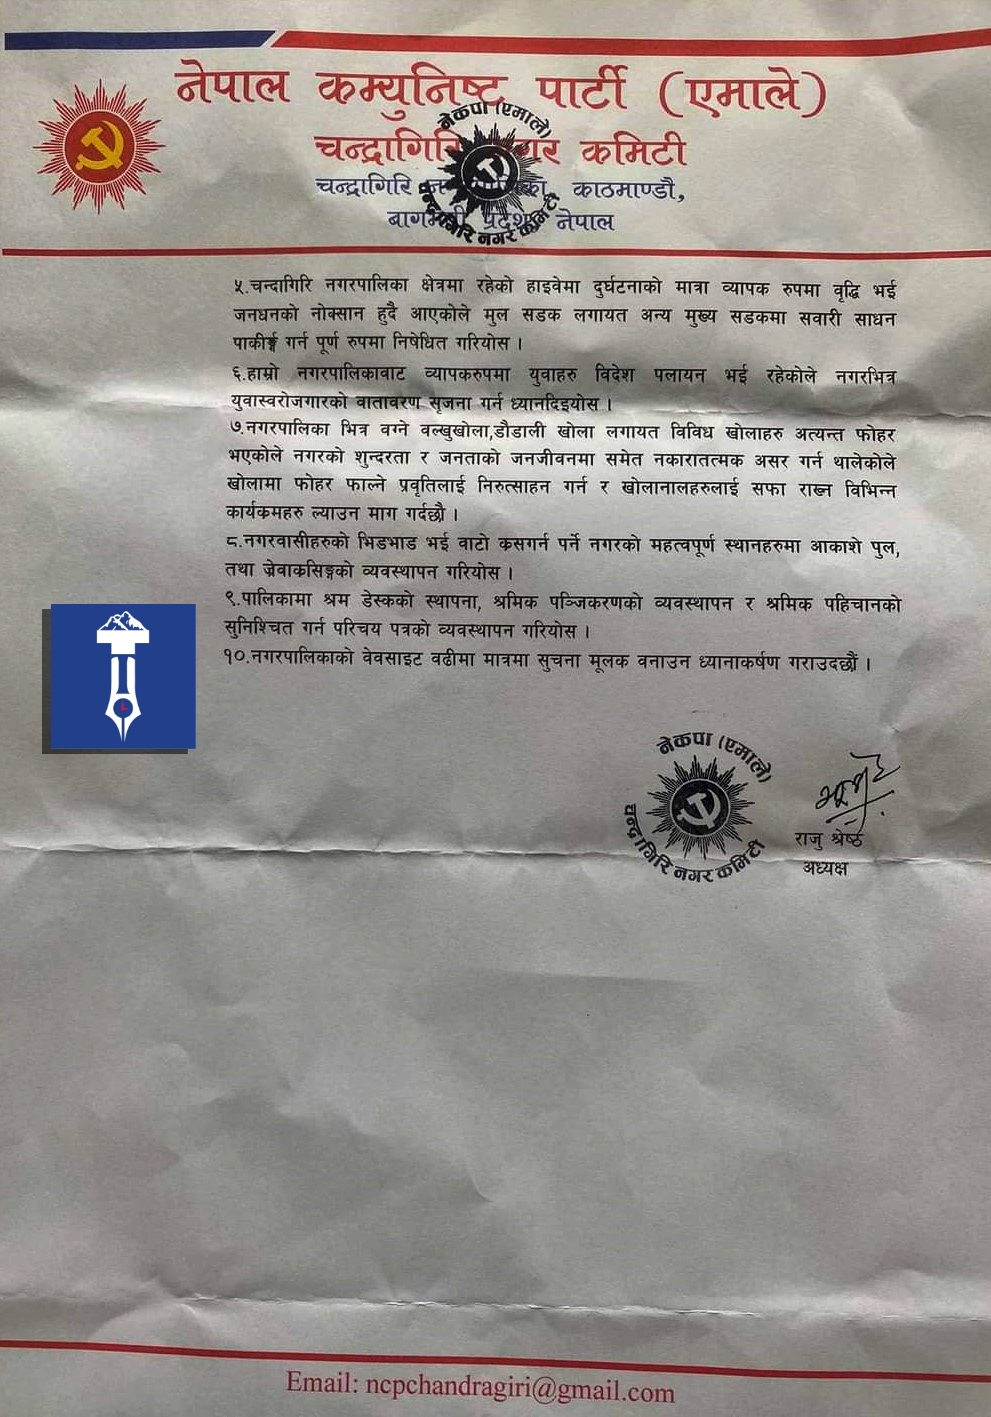 नेपाल कम्युनिष्ट पार्टी (एमाले)
चन्द्रागिरि नगर कमिटी
चन्द्रागिरि काठमाण्डौ,
बागमती प्रदेश, नेपाल
नेकपा (एमाले)
चन्द्रागिरि नगर कमिटी
५.चन्दागिरि नगरपालिका क्षेत्रमा रहेको हाइवेमा दुर्घटनाको मात्रा व्यापक रुपमा वृद्धि भई
जनधनको नोक्सान हुदै आएकोले मुल सडक लगायत अन्य मुख्य सडकमा सवारी साधन
गर्न पूर्ण रुपमा निषेधित गरियोस ।
६.हाम्रो नगरपालिकावाट व्यापकरुपमा युवाहरु विदेश पलायन भई रहेकोले नगरभित्र
युवास्वरोजगारको वातावरण सृजना गर्न ध्यानदिइयोस ।
७.नगरपालिका भित्र वग्ने वल्खुखोला,डौडाली खोला लगायत विविध खोलाहरु अत्यन्त फोहर
भएकोले नगरको शुन्दरता र जनताको जनजीवनमा समेत नकारातत्मक असर गर्न थालेकोले
खोलामा फोहर फाल्ने प्रवृतिलाई निरुत्साहन गर्न र खोलानालहरुलाई सफा राख्न विभिन्न
कार्यक्रमहरु ल्याउन माग गर्दछौ ।
८.नगरवासीहरुको भिडभाड भई वाटो क्रसगर्न पर्ने नगरको महत्वपूर्ण स्थानहरुमा आकाशे पुल,
तथा जेवाक्रसिङ्गको व्यवस्थापन गरियोस ।
९.पालिकामा श्रम डेस्कको स्थापना, श्रमिक पञ्जिकरणको व्यवस्थापन र श्रमिक पहिचानको
सुनिश्चित गर्न परिचय पत्रको व्यवस्थापन गरियोस ।
१०.नगरपालिकाको वेवसाइट वढीमा मात्रमा सुचना मूलक वनाउन ध्यानाकर्षण गराउदछौं ।
नेकपा (एमाले)
चन्द्रागिरि नगर कमिटी
राजु श्रेष्ठ
अध्यक्ष
Email: ncpchandragiri@gmail.com